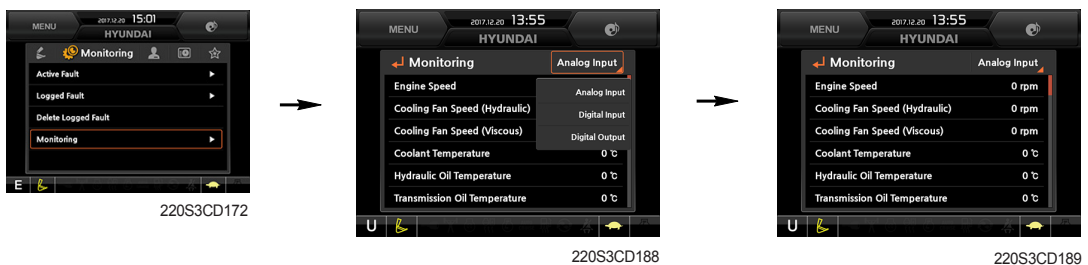 MENU
2017.12.20 15:01
HYUNDAI
Monitoring
Active Fault
Logged Fault
Delete Logged Fault
Monitoring
E
220S3CD172
MENU
2017.12.20 13:55
HYUNDAI
Monitoring
Analog Input
Engine Speed
Analog Input
Cooling Fan Speed (Hydraulic)
Digital Input
Cooling Fan Speed (Viscous)
Digital Output
Coolant Temperature 0 ℃
Hydraulic Oil Temperature 0 ℃
Transmission Oil Temperature 0 ℃
U
220S3CD188
MENU
2017.12.20 13:55
HYUNDAI
Monitoring
Analog Input
Engine Speed 0 rpm
Cooling Fan Speed (Hydraulic) 0 rpm
Cooling Fan Speed (Viscous) 0 rpm
Coolant Temperature 0 ℃
Hydraulic Oil Temperature 0 ℃
Transmission Oil Temperature 0 ℃
U
220S3CD189